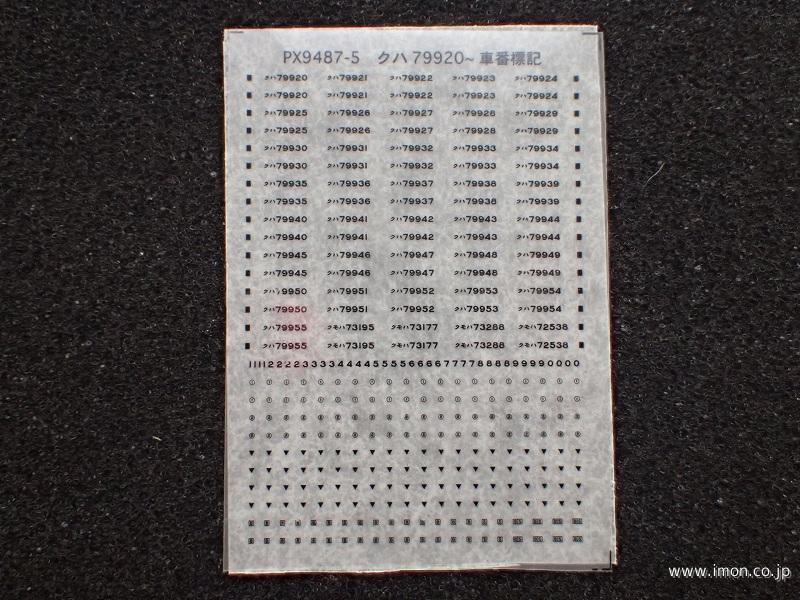 PX9487-5 クハ 79920~ 車番標記
クハ79920 クハ79921 クハ79922 クハ79923 クハ79924
クハ79920 クハ79921 クハ79922 クハ79923 クハ79924
クハ79925 クハ79926 クハ79927 クハ79928 クハ79929
クハ79925 クハ79926 クハ79927 クハ79928 クハ79929
クハ79930 クハ79931 クハ79932 クハ79933 クハ79934
クハ79930 クハ79931 クハ79932 クハ79933 クハ79934
クハ79935 クハ79936 クハ79937 クハ79938 クハ79939
クハ79935 クハ79936 クハ79937 クハ79938 クハ79939
クハ79940 クハ79941 クハ79942 クハ79943 クハ79944
クハ79940 クハ79941 クハ79942 クハ79943 クハ79944
クハ79945 クハ79946 クハ79947 クハ79948 クハ79949
クハ79945 クハ79946 クハ79947 クハ79948 クハ79949
クハ79950 クハ79951 クハ79952 クハ79953 クハ79954
クハ79950 クハ79951 クハ79952 クハ79953 クハ79954
クハ79955 クモハ73195 クモハ73177 クモハ73288 クモハ72538
クハ79955 クモハ73195 クモハ73177 クモハ73288 クモハ72538
1111222233334444555566667777888899990000
www.imon.co.jp